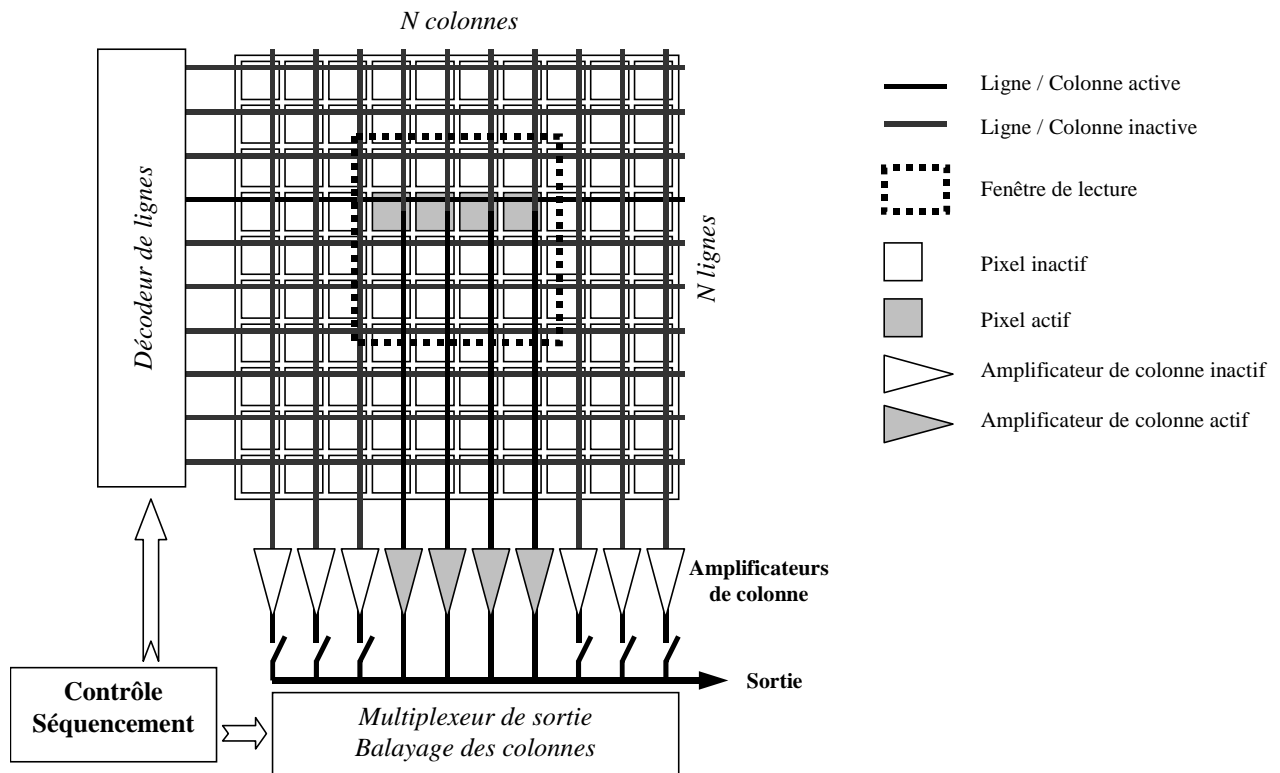 N colonnes
Décodeur de lignes
N lignes
Ligne / Colonne active
Ligne / Colonne inactive
Fenêtre de lecture
Pixel inactif
Pixel actif
Amplificateur de colonne inactif
Amplificateur de colonne actif
Amplificateurs
de colonne
Sortie
Contrôle
Séquencement
Multiplexeur de sortie
Balayage des colonnes